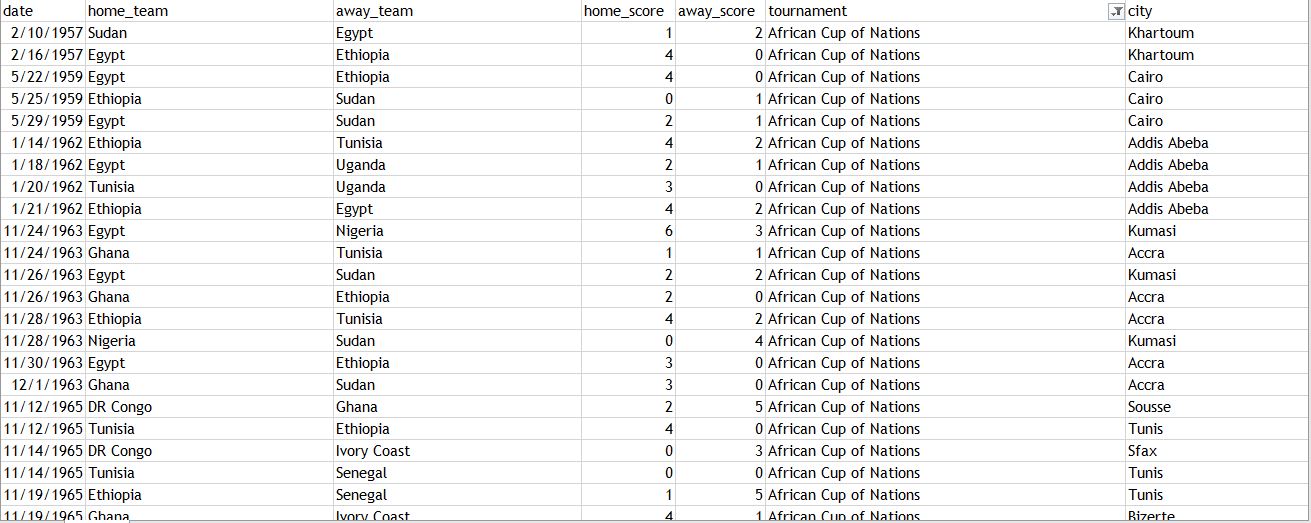 date home_team away_team home_score away_score tournament city
2/10/1957 Sudan Egypt 1 2 African Cup of Nations Khartoum
2/16/1957 Egypt Ethiopia 4 0 African Cup of Nations Khartoum
5/22/1959 Egypt Ethiopia 4 0 African Cup of Nations Cairo
5/25/1959 Ethiopia Sudan 0 1 African Cup of Nations Cairo
5/29/1959 Egypt Sudan 2 1 African Cup of Nations Cairo
1/14/1962 Ethiopia Tunisia 4 2 African Cup of Nations Addis Abeba
1/18/1962 Egypt Uganda 2 1 African Cup of Nations Addis Abeba
1/20/1962 Tunisia Uganda 3 0 African Cup of Nations Addis Abeba
1/21/1962 Ethiopia Egypt 4 2 African Cup of Nations Addis Abeba
11/24/1963 Egypt Nigeria 6 3 African Cup of Nations Kumasi
11/24/1963 Ghana Tunisia 1 1 African Cup of Nations Accra
11/26/1963 Egypt Sudan 2 2 African Cup of Nations Kumasi
11/26/1963 Ghana Ethiopia 2 0 African Cup of Nations Accra
11/28/1963 Ethiopia Tunisia 4 2 African Cup of Nations Accra
11/28/1963 Nigeria Sudan 0 4 African Cup of Nations Kumasi
11/30/1963 Egypt Ethiopia 3 0 African Cup of Nations Accra
12/1/1963 Ghana Sudan 3 0 African Cup of Nations Accra
11/12/1965 DR Congo Ghana 2 5 African Cup of Nations Sousse
11/12/1965 Tunisia Ethiopia 4 0 African Cup of Nations Tunis
11/14/1965 DR Congo Ivory Coast 0 3 African Cup of Nations Sfax
11/14/1965 Tunisia Senegal 0 0 African Cup of Nations Tunis
11/19/1965 Ethiopia Senegal 1 5 African Cup of Nations Tunis
11/19/1965 Ghana Ivory Coast 4 1 African Cup of Nations Bizerte